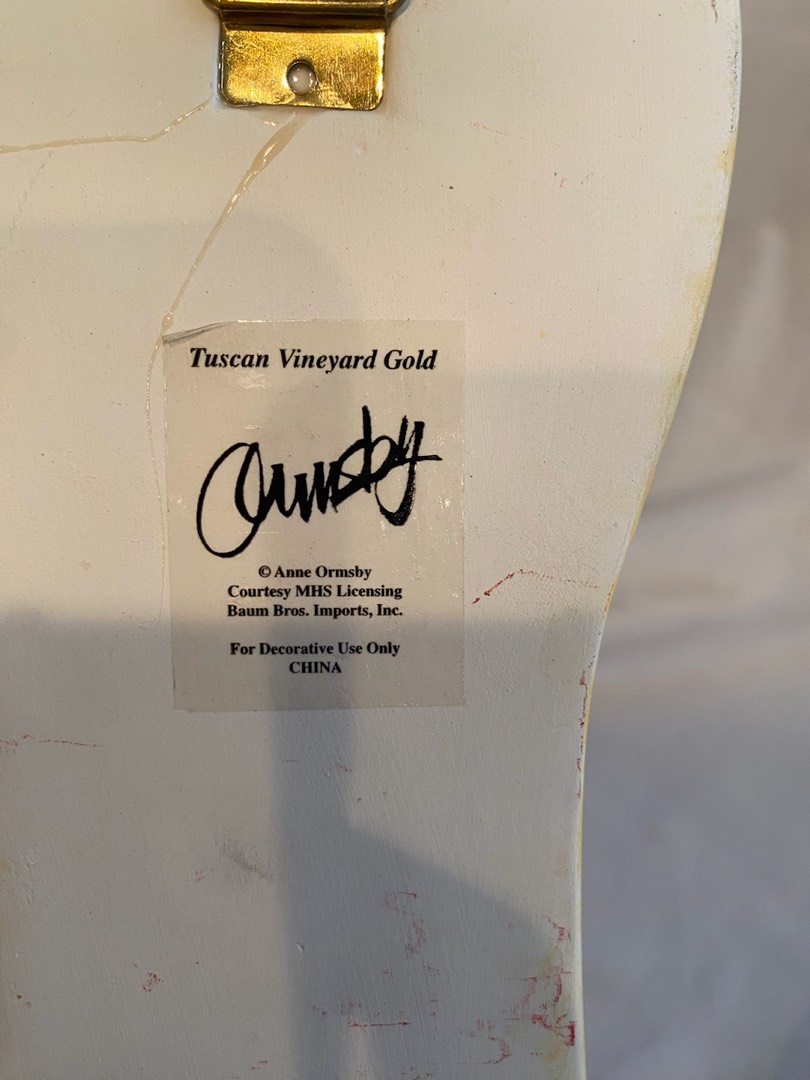 Tuscan Vineyard Gold
Ormsby
© Anne Ormsby
Courtesy MHS Licensing
Baum Bros. Imports, Inc.
For Decorative Use Only
CHINA